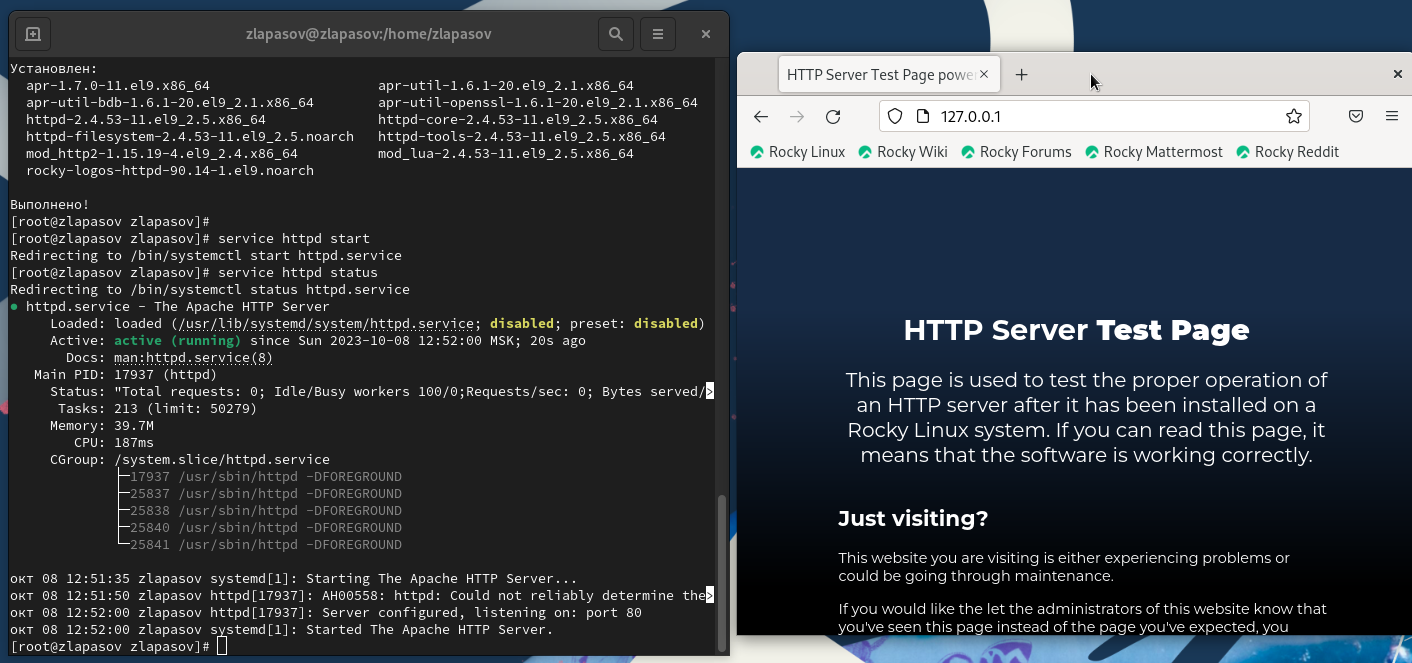 zlapasov@zlapasov:/home/zlapasov
Установлен:
apr-1.7.0-11.el9.x86_64 apr-util-1.6.1-20.el9_2.1.x86_64
apr-util-bdb-1.6.1-20.el9_2.1.x86_64 apr-util-openssl-1.6.1-20.el9_2.1.x86_64
httpd-2.4.53-11.el9_2.5.x86_64 httpd-core-2.4.53-11.el9_2.5.x86_64
httpd-filesystem-2.4.53-11.el9_2.5.noarch httpd-tools-2.4.53-11.el9_2.5.x86_64
mod_http2-1.15.19-4.el9_2.4.x86_64 mod_lua-2.4.53-11.el9_2.5.x86_64
rocky-logos-httpd-90.14-1.el9.noarch
Выполнено!
[root@zlapasov zlapasov]#
[root@zlapasov zlapasov]# service httpd start
Redirecting to /bin/systemctl start httpd.service
[root@zlapasov zlapasov]# service httpd status
Redirecting to /bin/systemctl status httpd.service
● httpd.service - The Apache HTTP Server
Loaded: loaded (/usr/lib/systemd/system/httpd.service; disabled; preset: disabled)
Active: active (running) since Sun 2023-10-08 12:52:00 MSK; 20s ago
Docs: man:httpd.service(8)
Main PID: 17937 (httpd)
Status: "Total requests: 0; Idle/Busy workers 100/0;Requests/sec: 0; Bytes served/>
Tasks: 213 (limit: 50279)
Memory: 39.7M
CPU: 187ms
CGroup: /system.slice/httpd.service
├─17937 /usr/sbin/httpd -DFOREGROUND
├─25837 /usr/sbin/httpd -DFOREGROUND
├─25838 /usr/sbin/httpd -DFOREGROUND
├─25840 /usr/sbin/httpd -DFOREGROUND
└─25841 /usr/sbin/httpd -DFOREGROUND
окт 08 12:51:35 zlapasov systemd[1]: Starting The Apache HTTP Server...
окт 08 12:51:50 zlapasov httpd[17937]: AH00558: httpd: Could not reliably determine the>
окт 08 12:52:00 zlapasov httpd[17937]: Server configured, listening on: port 80
окт 08 12:52:00 zlapasov systemd[1]: Started The Apache HTTP Server.
[root@zlapasov zlapasov]#
HTTP Server Test Page powe
127.0.0.1
Rocky Linux Rocky Wiki Rocky Forums Rocky Mattermost Rocky Reddit
HTTP Server Test Page
This page is used to test the proper operation of
an HTTP server after it has been installed on a
Rocky Linux system. If you can read this page, it
means that the software is working correctly.
Just visiting?
This website you are visiting is either experiencing problems or
could be going through maintenance.
If you would like the let the administrators of this website know that
you've seen this page instead of the page you've expected, you